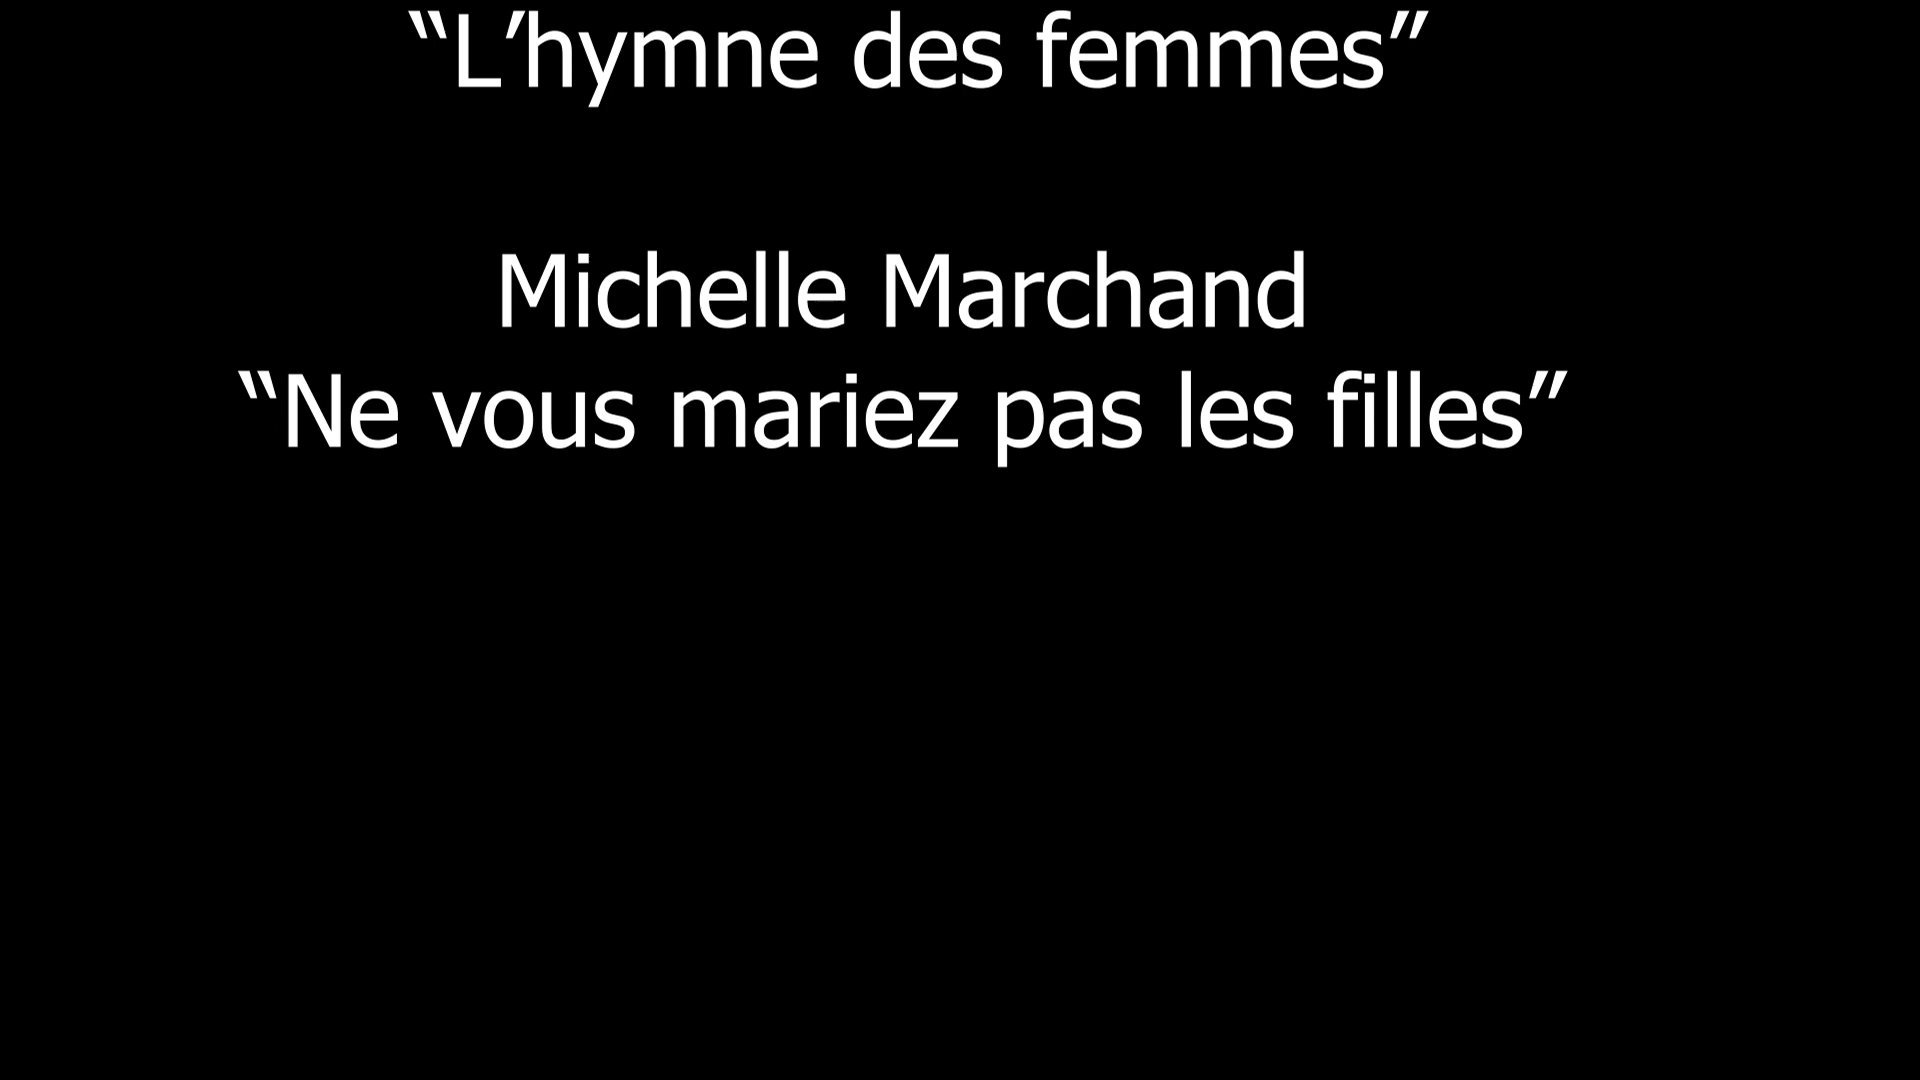 “L’hymne des femmes”
Michelle Marchand
“Ne vous mariez pas les filles”